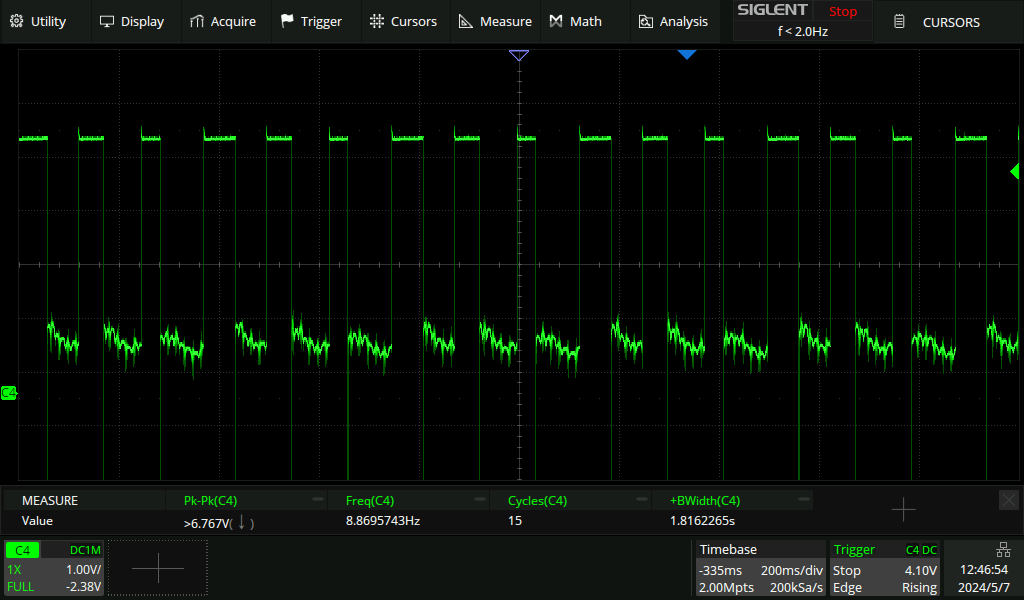 Utility Display Acquire Trigger Cursors Measure Math Analysis SIGLENT Stop CURSORS
f < 2.0Hz
C4
MEASURE Pk-Pk(C4) Freq(C4) Cycles(C4) +BWidth(C4)
Value >6.767V(↓) 8.8695743Hz 15 1.8162265s
C4 DC1M Timebase Trigger C4 DC
1X 1.00V/ -335ms 200ms/div Stop 4.10V 12:46:54
FULL -2.38V 2.00Mpts 200kSa/s Edge Rising 2024/5/7